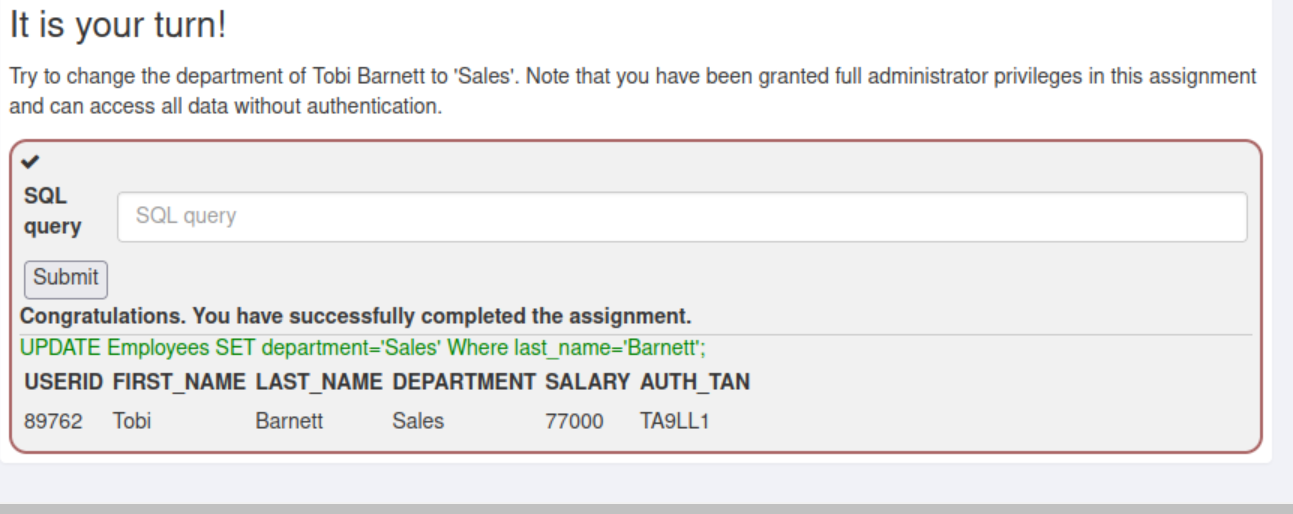 It is your turn!
Try to change the department of Tobi Barnett to 'Sales'. Note that you have been granted full administrator privileges in this assignment
and can access all data without authentication.
SQL
query
SQL query
Submit
Congratulations. You have successfully completed the assignment.
UPDATE Employees SET department='Sales' Where last_name='Barnett';
USERID FIRST_NAME LAST_NAME DEPARTMENT SALARY AUTH_TAN
89762 Tobi Barnett Sales 77000 TA9LL1